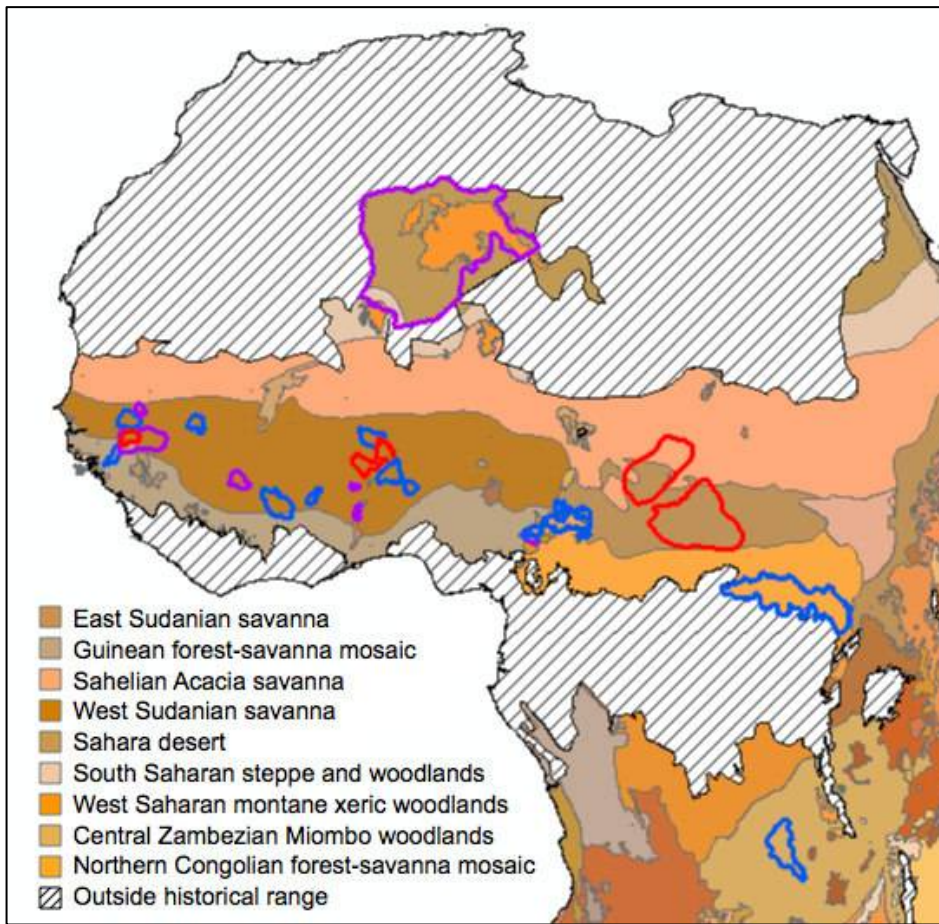 East Sudanian savanna
Guinean forest-savanna mosaic
Sahelian Acacia savanna
West Sudanian savanna
Sahara desert
South Saharan steppe and woodlands
West Saharan montane xeric woodlands
Central Zambezian Miombo woodlands
Northern Congolian forest-savanna mosaic
Outside historical range